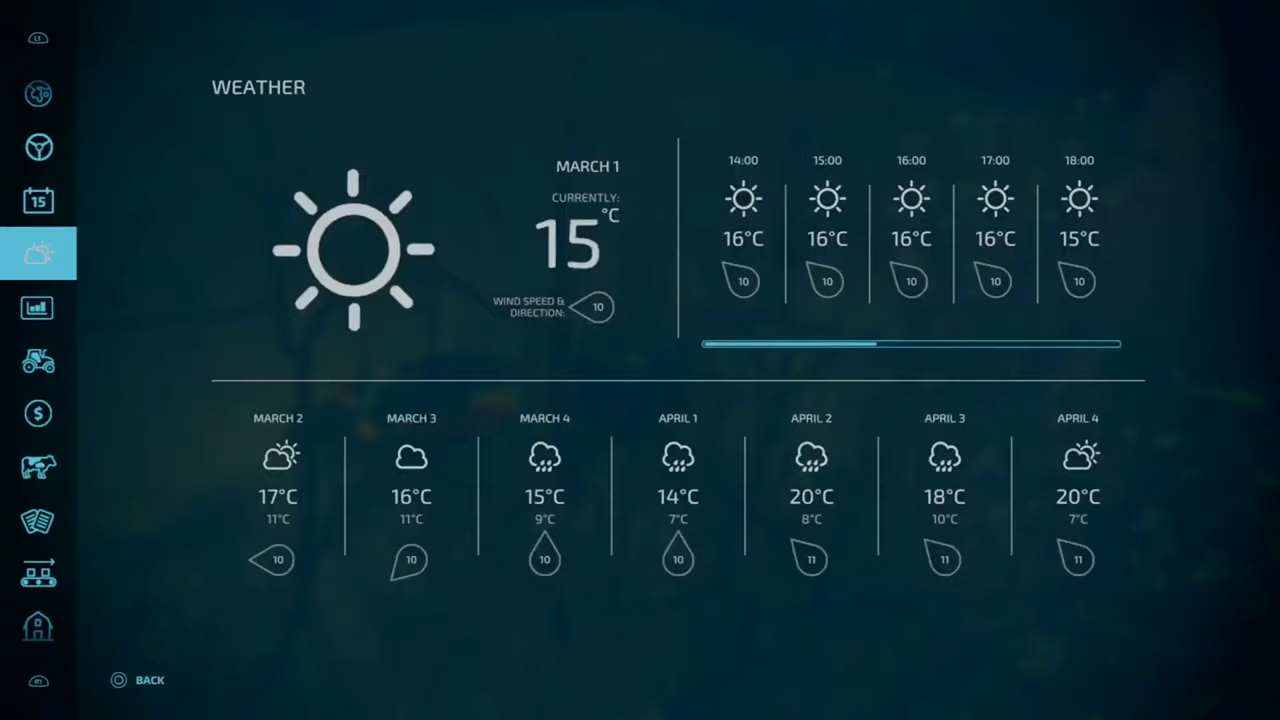 L1
WEATHER
MARCH 1
CURRENTLY:
15°C
WIND SPEED &
DIRECTION:
10
14:00 15:00 16:00 17:00 18:00
16°C 16°C 16°C 16°C 15°C
10 10 10 10 10
15
$
MARCH 2 MARCH 3 MARCH 4 APRIL 1 APRIL 2 APRIL 3 APRIL 4
17°C 16°C 15°C 14°C 20°C 18°C 20°C
11°C 11°C 9°C 7°C 8°C 10°C 7°C
10 10 10 10 11 11 11
R1
BACK